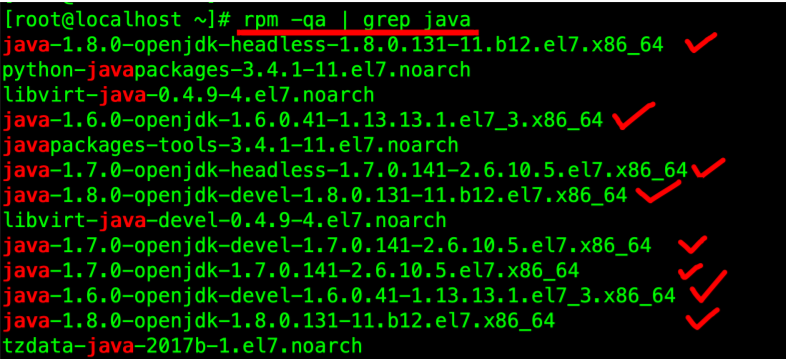 [root@localhost ~]# rpm -qa | grep java
java-1.8.0-openjdk-headless-1.8.0.131-11.b12.el7.x86_64
python-javapackages-3.4.1-11.el7.noarch
libvirt-java-0.4.9-4.el7.noarch
java-1.6.0-openjdk-1.6.0.41-1.13.13.1.el7_3.x86_64
javapackages-tools-3.4.1-11.el7.noarch
java-1.7.0-openjdk-headless-1.7.0.141-2.6.10.5.el7.x86_64
java-1.8.0-openjdk-devel-1.8.0.131-11.b12.el7.x86_64
libvirt-java-devel-0.4.9-4.el7.noarch
java-1.7.0-openjdk-devel-1.7.0.141-2.6.10.5.el7.x86_64
java-1.7.0-openjdk-1.7.0.141-2.6.10.5.el7.x86_64
java-1.6.0-openjdk-devel-1.6.0.41-1.13.13.1.el7_3.x86_64
java-1.8.0-openjdk-1.8.0.131-11.b12.el7.x86_64
tzdata-java-2017b-1.el7.noarch